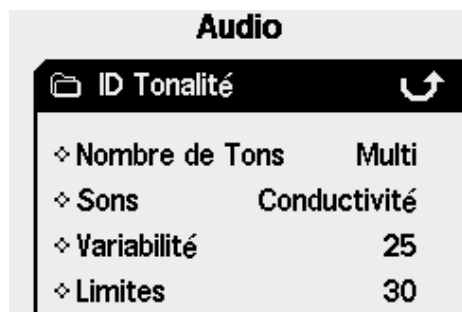 Audio
ID Tonalité
Nombre de Tons Multi
Sons Conductivité
Variabilité 25
Limites 30